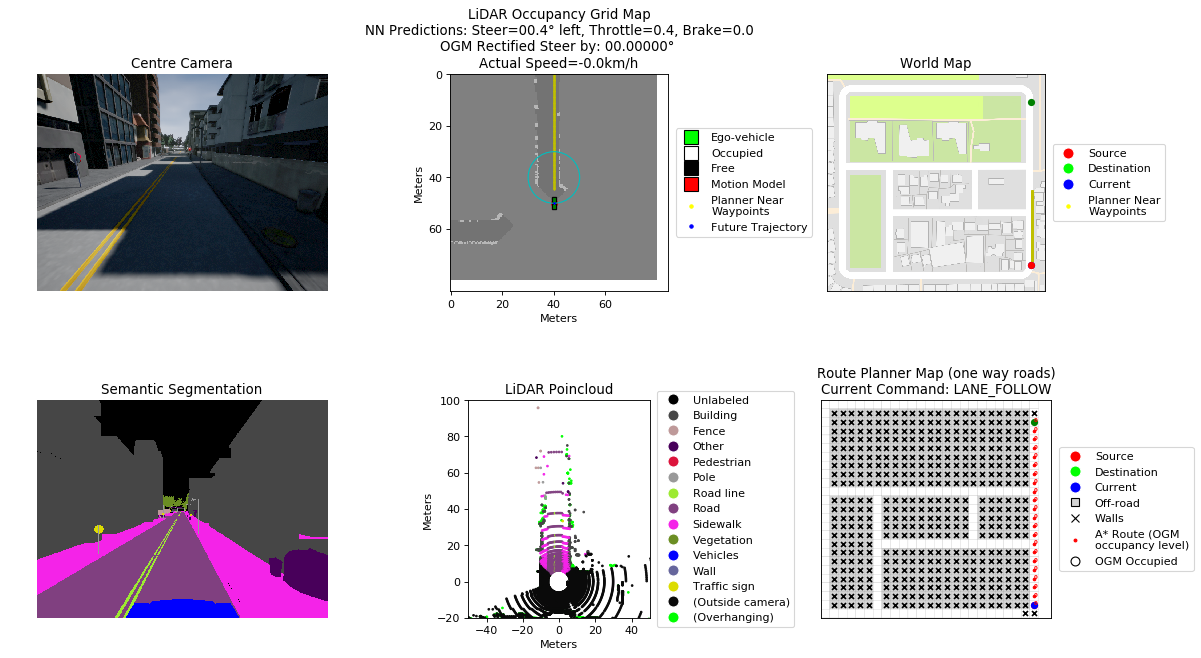 LiDAR Occupancy Grid Map
NN Predictions: Steer=00.4° left, Throttle=0.4, Brake=0.0
OGM Rectified Steer by: 00.00000°
Actual Speed=-0.0km/h
Centre Camera
0
20
40
60
Meters
0
20
40
60
Meters
Ego-vehicle
Occupied
Free
Motion Model
Planner Near
Waypoints
Future Trajectory
World Map
Source
Destination
Current
Planner Near
Waypoints
Semantic Segmentation
LiDAR Poincloud
100
80
60
40
20
0
−20
Meters
−40
−20
0
20
40
Meters
Unlabeled
Building
Fence
Other
Pedestrian
Pole
Road line
Road
Sidewalk
Vegetation
Vehicles
Wall
Traffic sign
(Outside camera)
(Overhanging)
Route Planner Map (one way roads)
Current Command: LANE_FOLLOW
Source
Destination
Current
Off-road
Walls
A* Route (OGM
occupancy level)
OGM Occupied